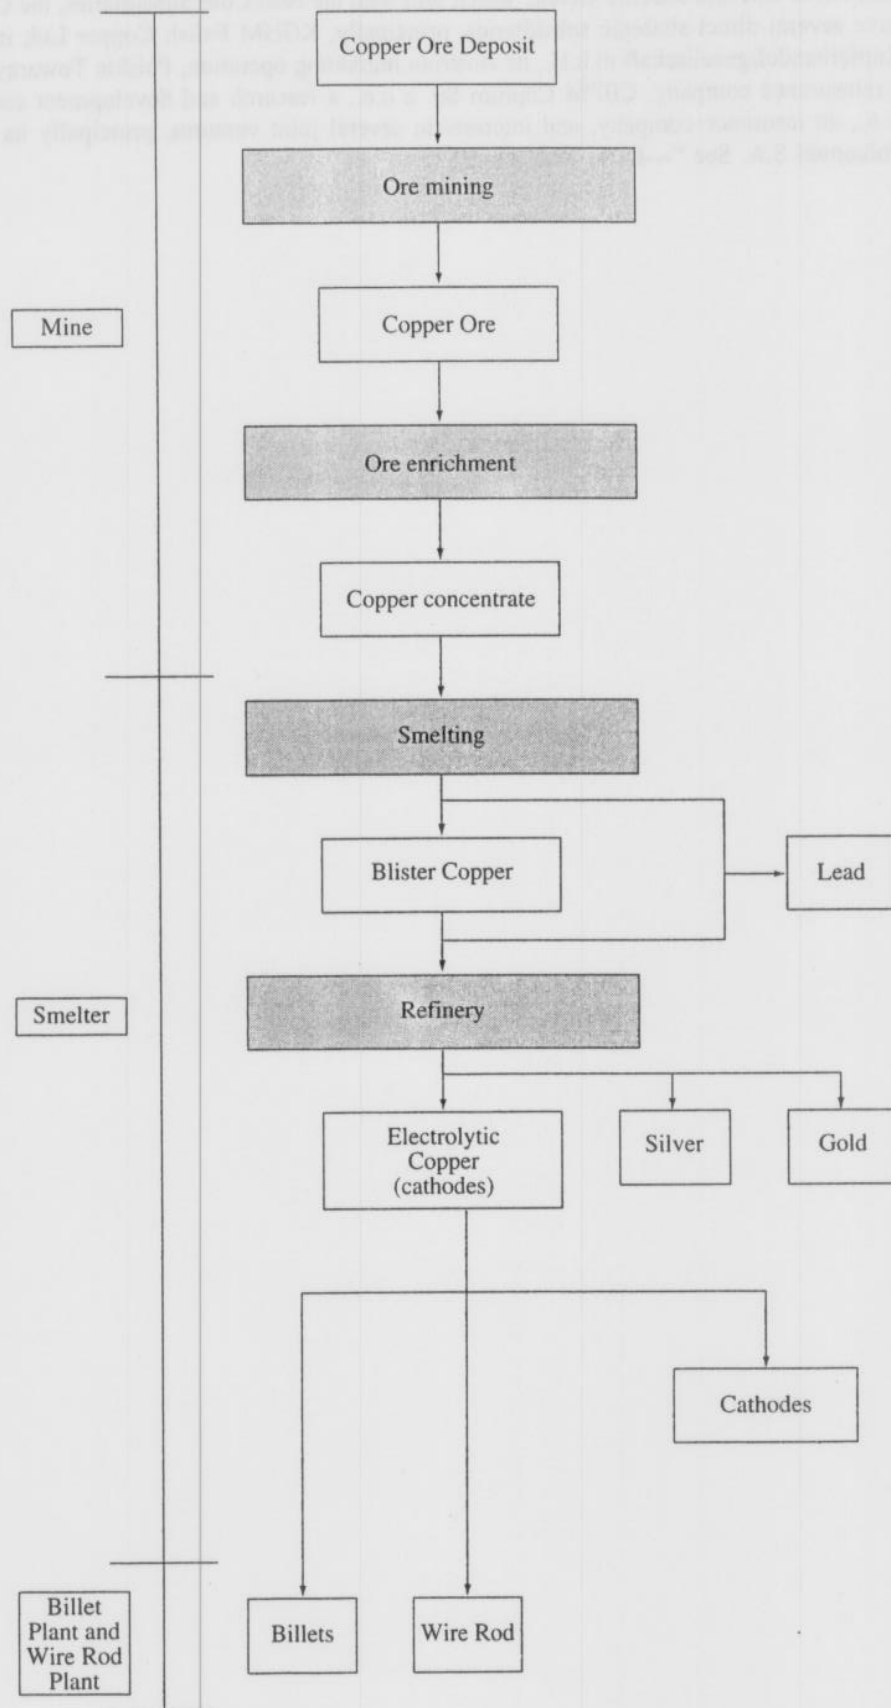 Copper Ore Deposit
Ore mining
Mine
Copper Ore
Ore enrichment
Copper concentrate
Smelting
Blister Copper
Lead
Smelter
Refinery
Electrolytic
Copper
(cathodes)
Silver
Gold
Cathodes
Billet
Plant and
Wire Rod
Plant
Billets
Wire Rod